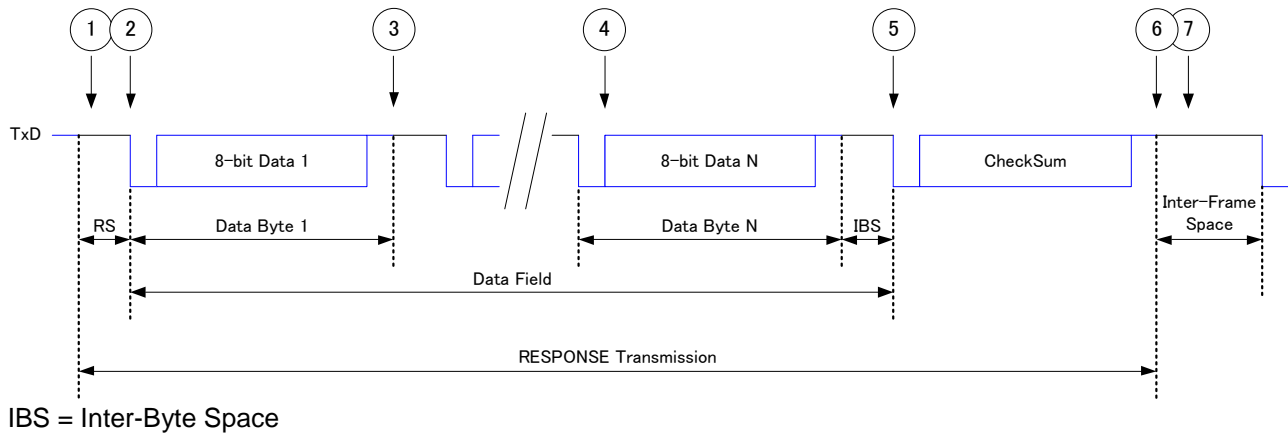 1 2 3 4 5 6 7
TxD
8-bit Data 1
8-bit Data N
CheckSum
RS
Data Byte 1
Data Byte N
IBS
Inter-Frame
Space
Data Field
RESPONSE Transmission
IBS = Inter-Byte Space